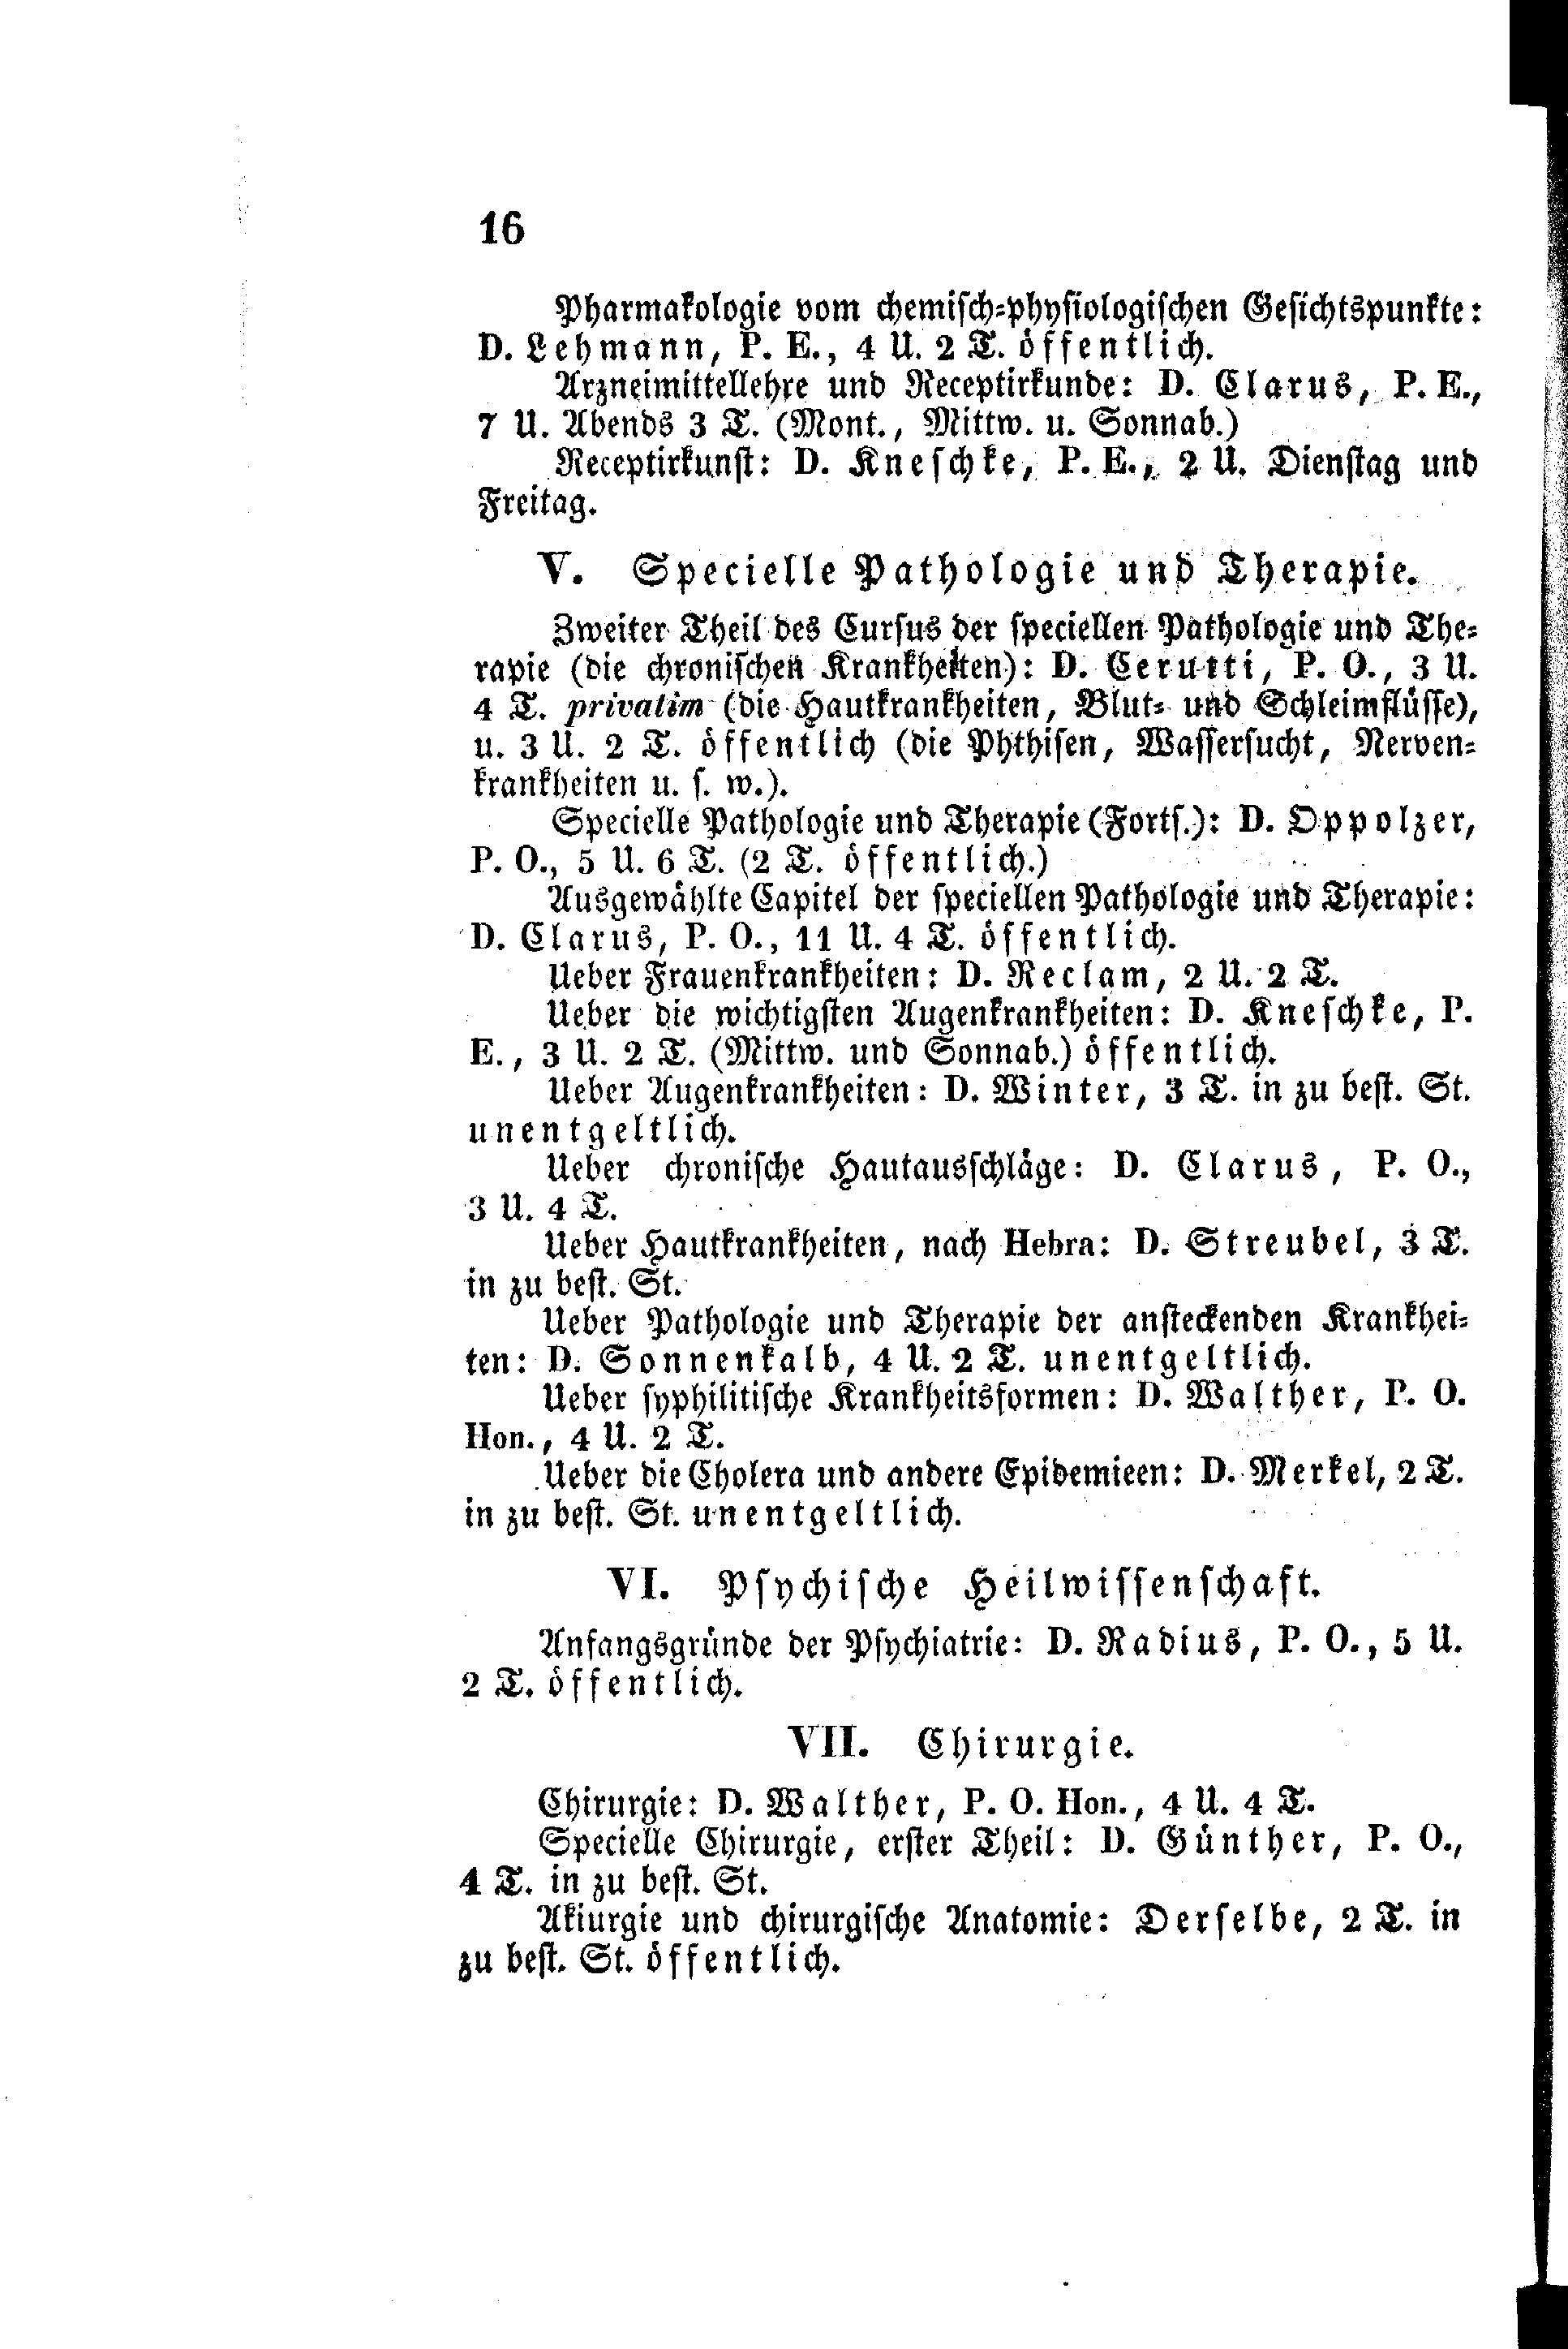 16
Pharmakologie vom chemisch-physiologischen Gesichtspunkte:
D. Lehmann, P. E., 4 U. 2 T. öffentlich.
Arzneimittellehre und Receptirkunde: D. Clarus, P. E.,
7 U. Abends 3 T. (Mont., Mittw. u. Sonnab.)
Receptirkunst: D. Kneschke, P. E., 2 U. Dienstag und
Freitag.
V. Specielle Pathologie und Therapie.
Zweiter Theil des Cursus der speciellen Pathologie und The-
rapie (die chronischen Krankheiten): D. Cerutti, P. O., 3 U.
4 T. privatim (die Hautkrankheiten, Blut- und Schleimflüsse),
u. 3 U. 2 T. öffentlich (die Phthisen, Wassersucht, Nerven-
krankheiten u. s. w.).
Specielle Pathologie und Therapie (Forts.): D. Oppolzer,
P. O., 5 U. 6 T. (2 T. öffentlich.)
Ausgewählte Capitel der speciellen Pathologie und Therapie:
D. Clarus, P. O., 11 U. 4 T. öffentlich.
Ueber Frauenkrankheiten: D. Reclam, 2 U. 2 T.
Ueber die wichtigsten Augenkrankheiten: D. Kneschke, P.
E., 3 U. 2 T. (Mittw. und Sonnab.) öffentlich.
Ueber Augenkrankheiten: D. Winter, 3 T. in zu best. St.
unentgeltlich.
Ueber chronische Hautausschläge: D. Clarus, P. O.,
3 U. 4 T.
Ueber Hautkrankheiten, nach Hebra: D. Streubel, 3 T.
in zu best. St.
Ueber Pathologie und Therapie der ansteckenden Krankhei-
ten: D. Sonnenkalb, 4 U. 2 T. unentgeltlich.
Ueber syphilitische Krankheitsformen: D. Walther, P. O.
Hon., 4 U. 2 T.
Ueber die Cholera und andere Epidemieen: D. Merkel, 2 T.
in zu best. St. unentgeltlich.
VI. Psychische Heilwissenschaft.
Anfangsgründe der Psychiatrie: D. Radius, P. O., 5 U.
2 T. öffentlich.
VII. Chirurgie.
Chirurgie: D. Walther, P. O. Hon., 4 U. 4 T.
Specielle Chirurgie, erster Theil: D. Günther, P. O.,
4 T. in zu best. St.
Akiurgie und chirurgische Anatomie: Derselbe, 2 T. in
zu best. St. öffentlich.